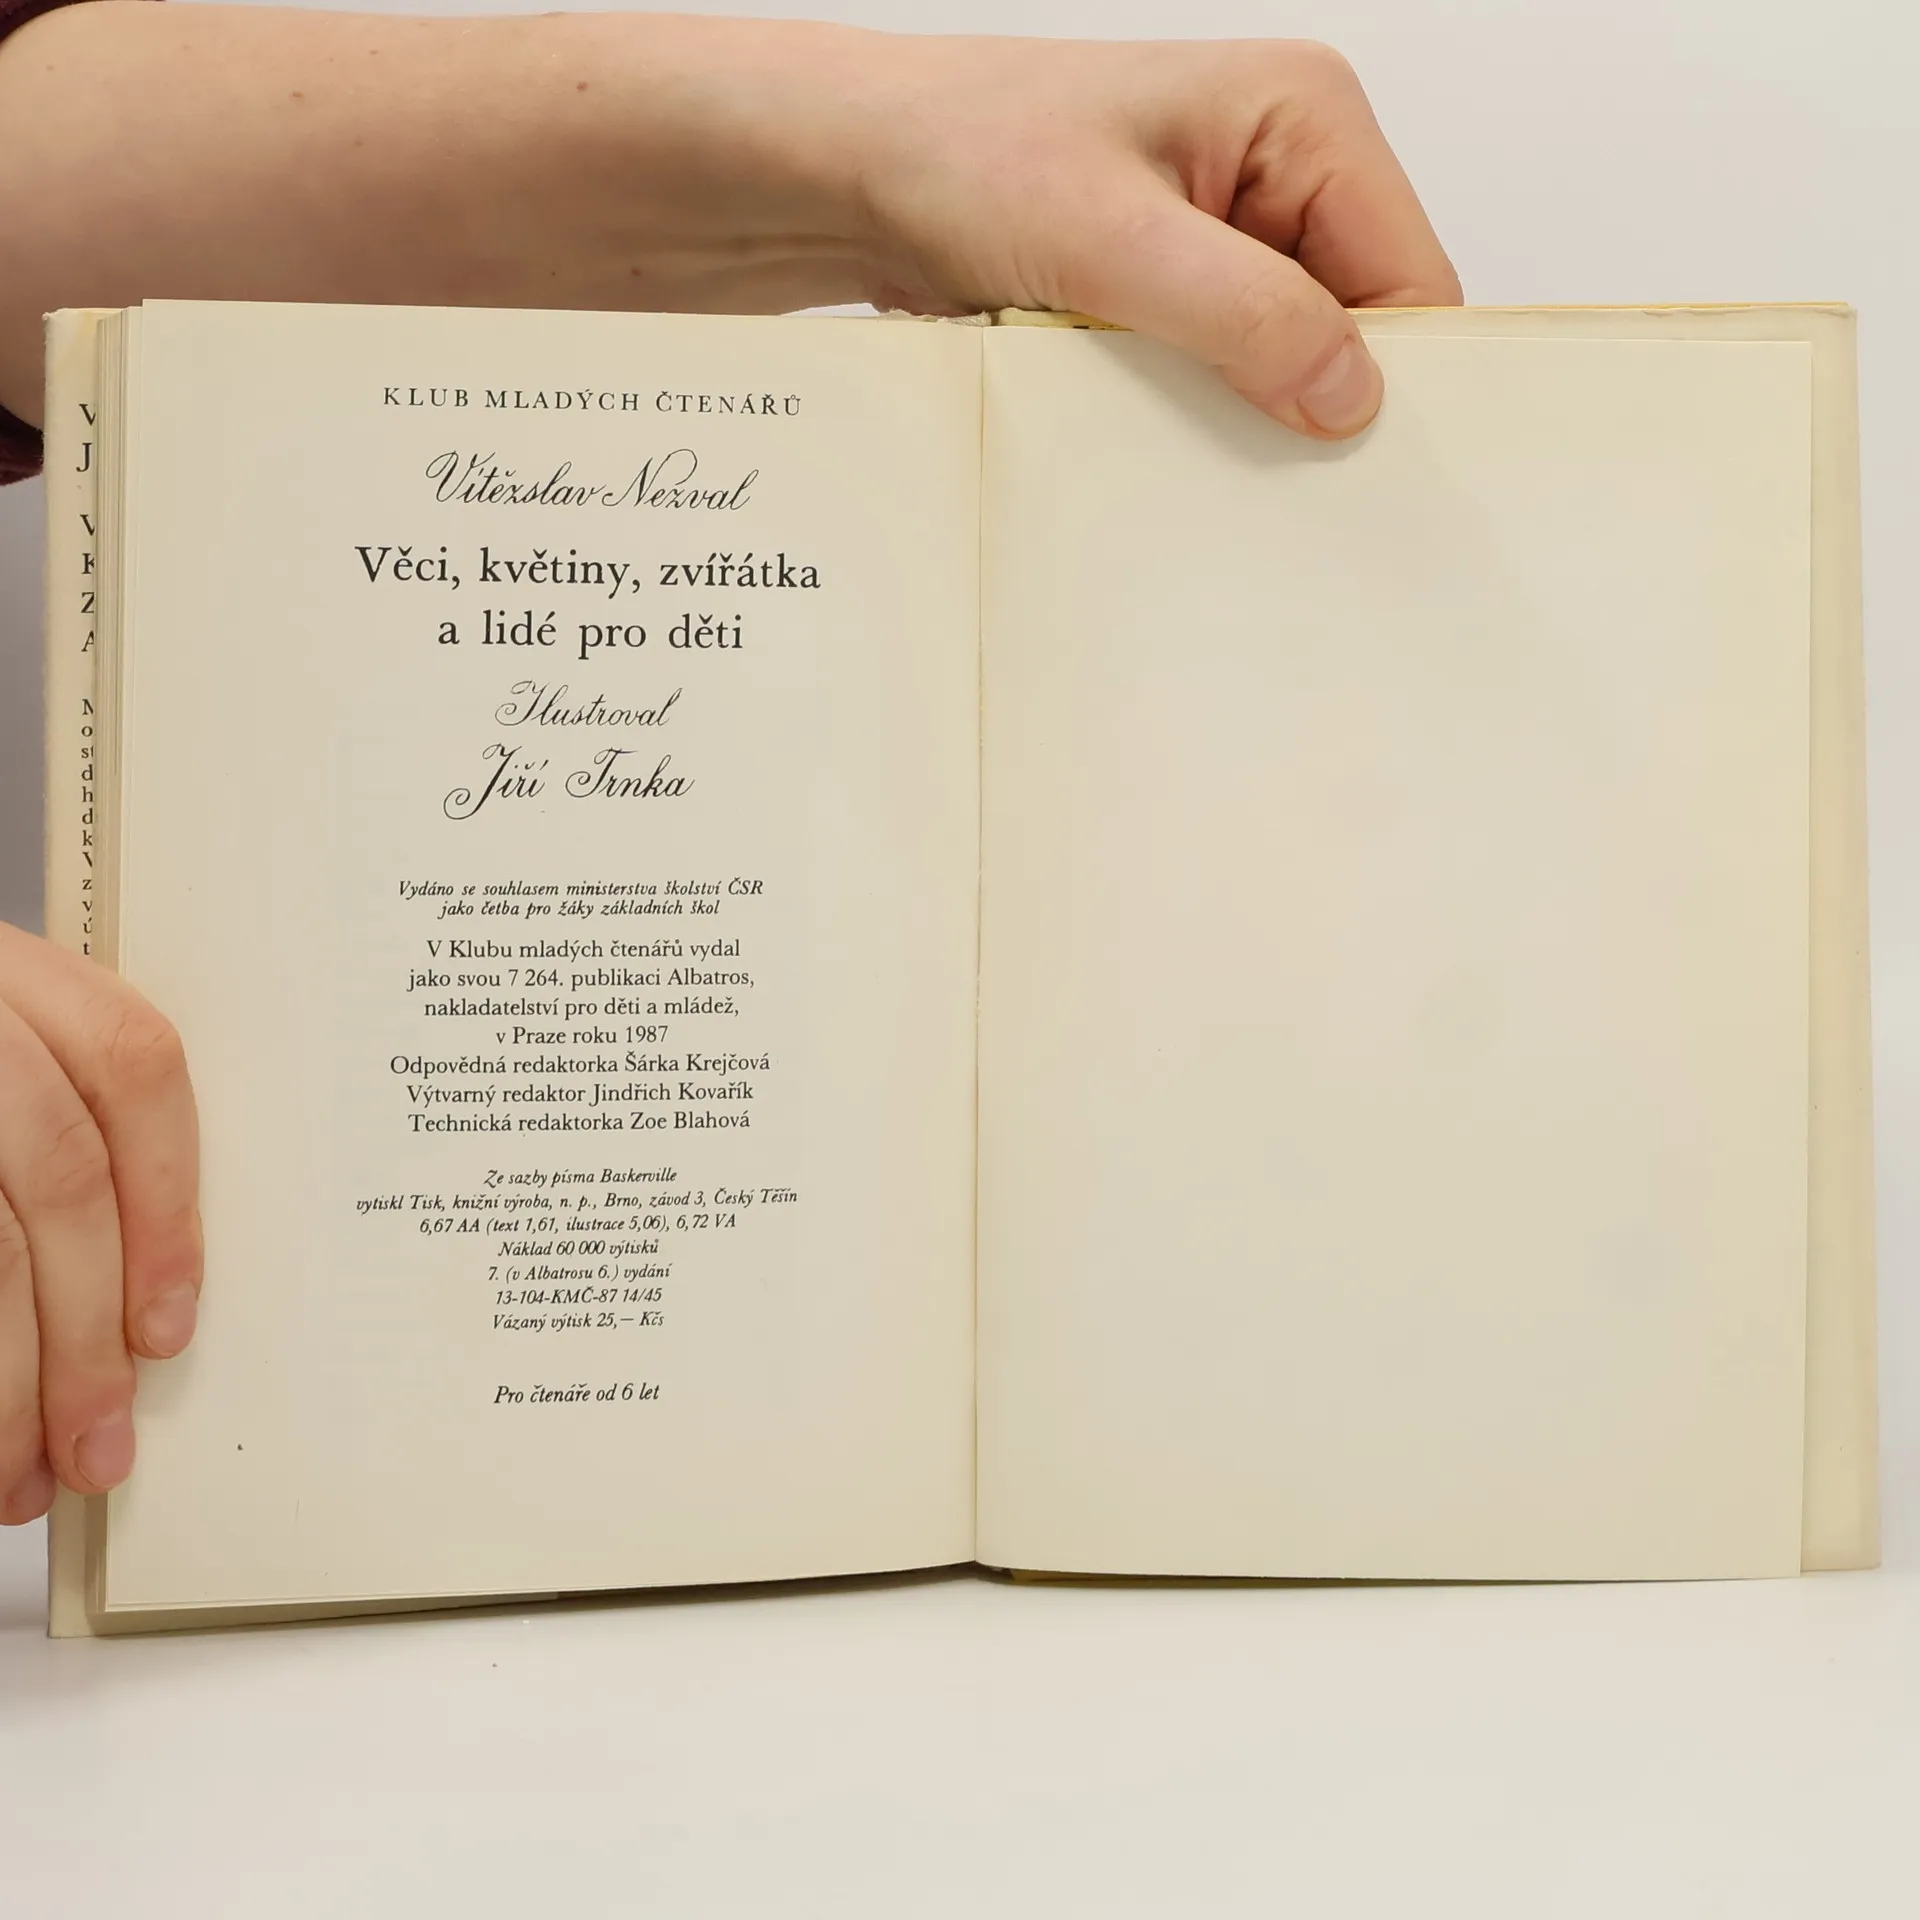 KLUB MLADÝCH ČTENÁŘŮ
Vítězslav Nezval
Věci, květiny, zvířátka
a lidé pro děti
Ilustroval
Jiří Trnka
Vydáno se souhlasem ministerstva školství ČSR
jako četba pro žáky základních škol
V Klubu mladých čtenářů vydal
jako svou 7 264. publikaci Albatros,
nakladatelství pro děti a mládež,
v Praze roku 1987
Odpovědná redaktorka Šárka Krejčová
Výtvarný redaktor Jindřich Kovařík
Technická redaktorka Zoe Blahová
Ze sazby písma Baskerville
vytiskl Tisk, knižní výroba, n. p., Brno, závod 3, Český Těšín
6,67 AA (text 1,61, ilustrace 5,06), 6,72 VA
Náklad 60 000 výtisků
7. (v Albatrosu 6.) vydání
13-104-KMČ-87 14/45
Vázaný výtisk 25,— Kčs
Pro čtenáře od 6 let